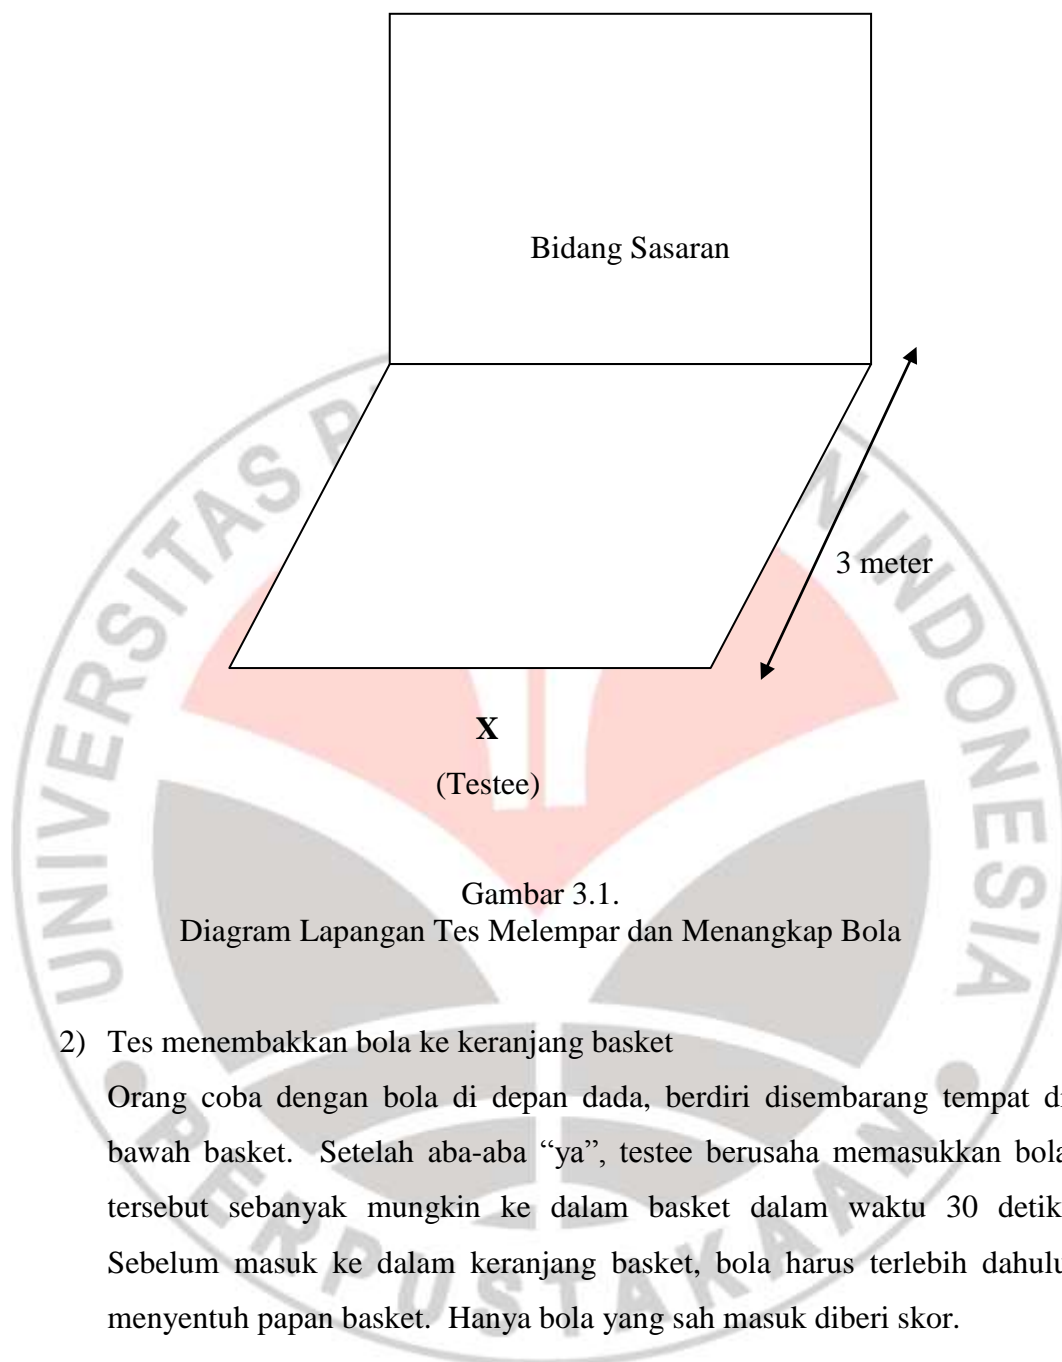 Bidang Sasaran
3 meter
X
(Testee)
Gambar 3.1.
Diagram Lapangan Tes Melempar dan Menangkap Bola
2) Tes menembakkan bola ke keranjang basket
Orang coba dengan bola di depan dada, berdiri disembarang tempat di
bawah basket. Setelah aba-aba “ya”, testee berusaha memasukkan bola
tersebut sebanyak mungkin ke dalam basket dalam waktu 30 detik
Sebelum masuk ke dalam keranjang basket, bola harus terlebih dahulu
menyentuh papan basket. Hanya bola yang sah masuk diberi skor.
UNIVERSITAS P N INDONESIA
PERPUSTAKAAN